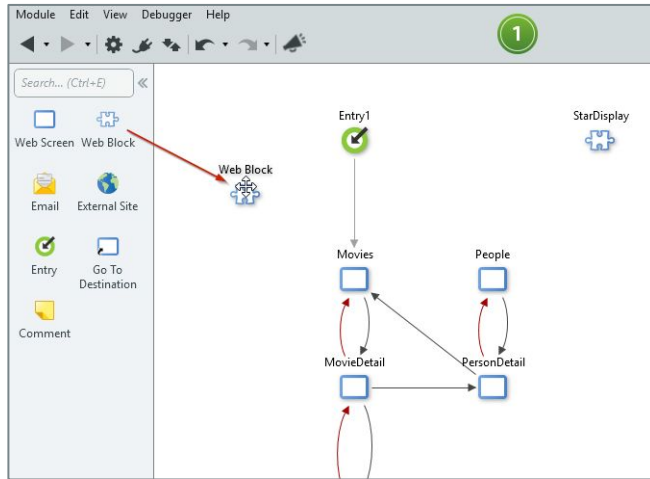 Module Edit View Debugger Help
1
Search... (Ctrl+E)
Web Screen Web Block
Email External Site
Entry Go To
Destination
Comment
Entry1
StarDisplay
Web Block
Movies
People
MovieDetail
PersonDetail